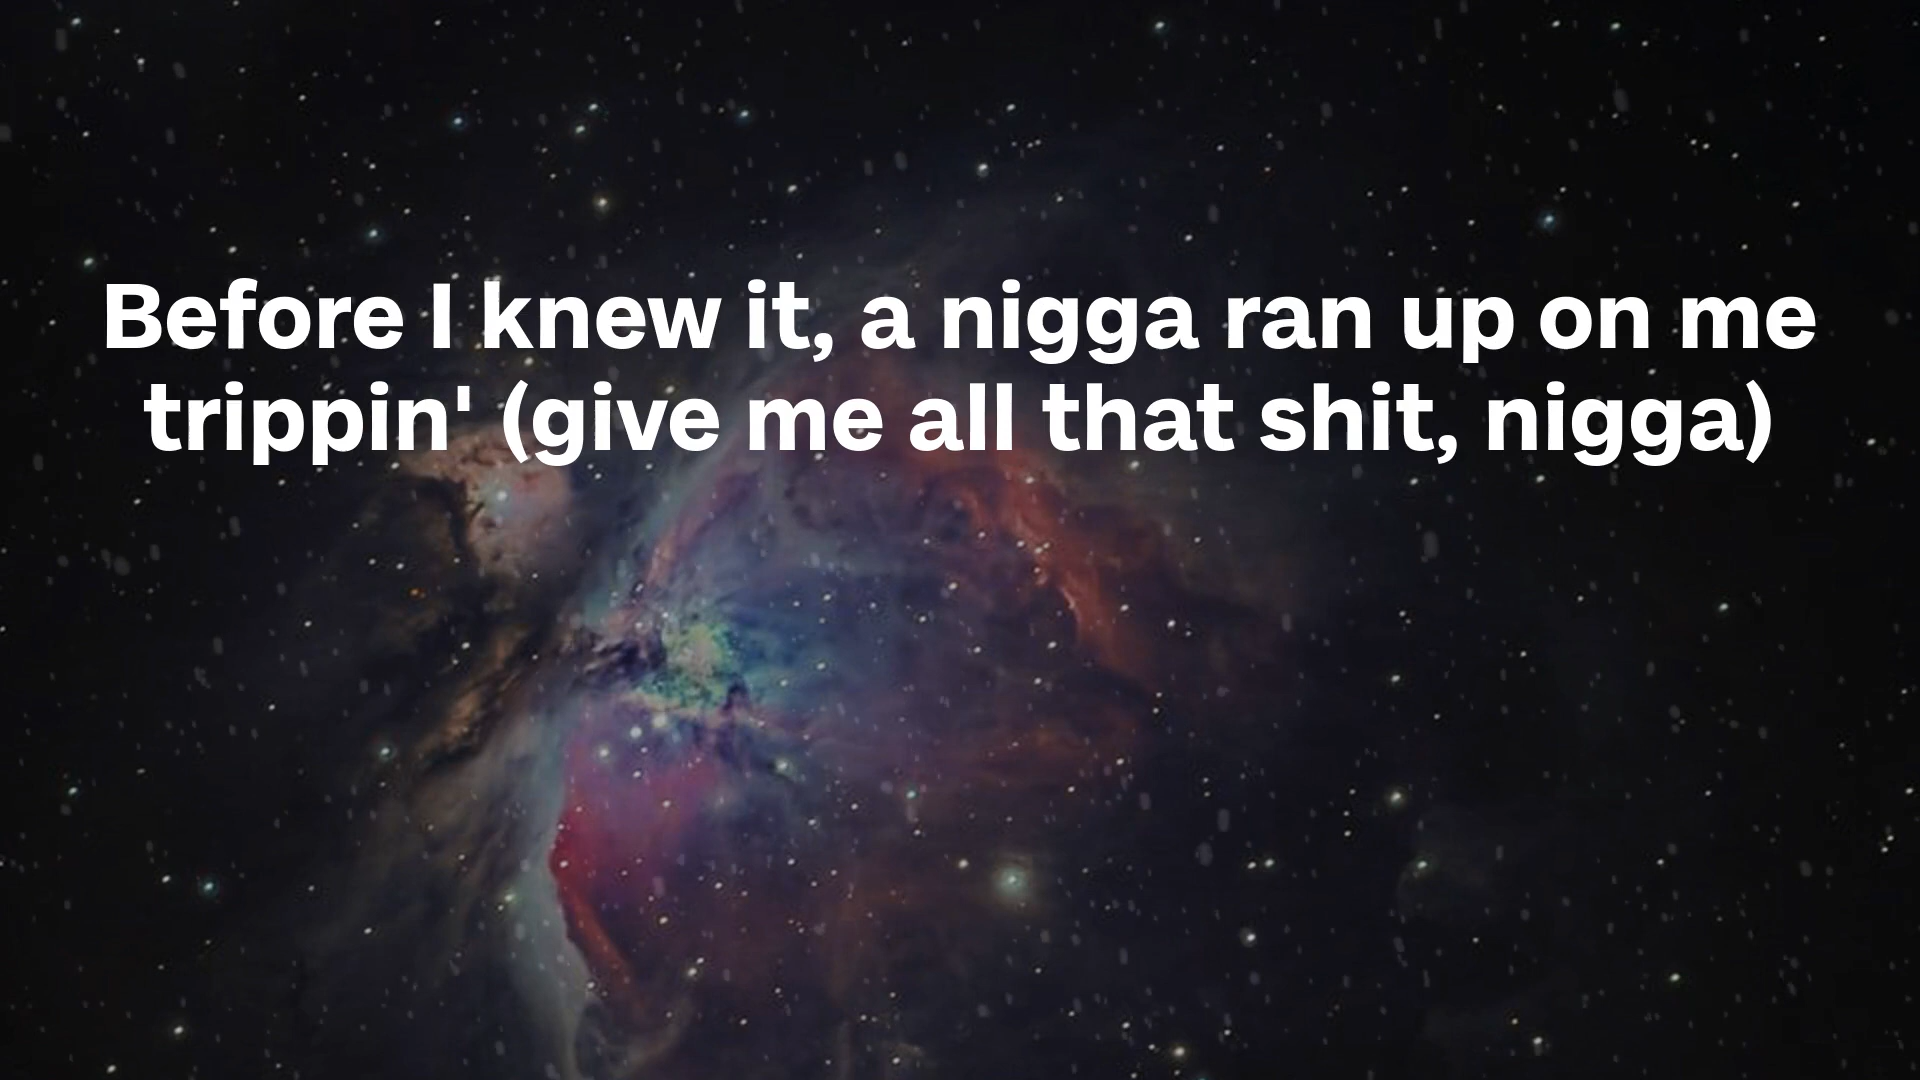 Before I knew it, a nigga ran up on me
trippin' (give me all that shit, nigga)